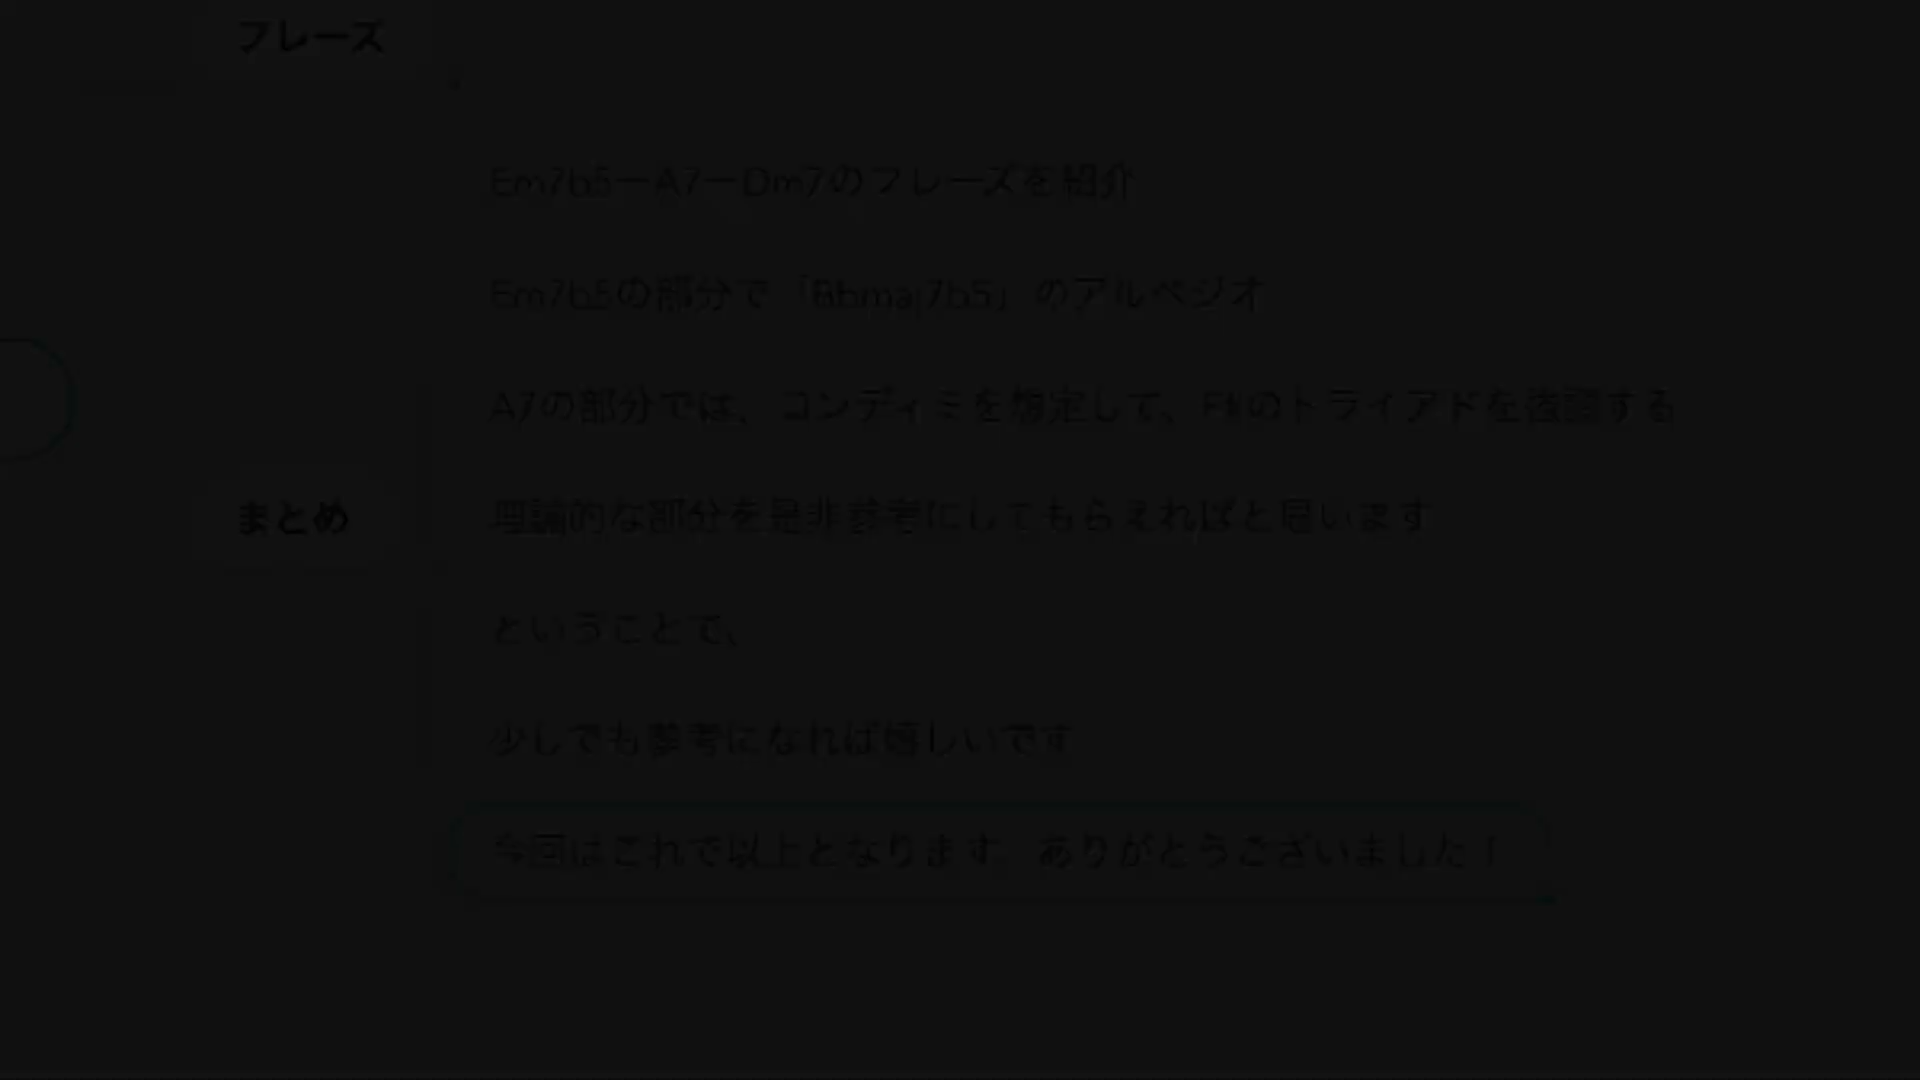 フレーズ
Em7b5ーA7ーDm7のフレーズを紹介
Em7b5の部分で「Bbmaj7b5」のアルペジオ
A7の部分では、コンディミを想定して、F#のトライアドを強調する
まとめ
理論的な部分を是非参考にしてもらえればと思います
ということで、
少しでも参考になれば嬉しいです
今回はこれで以上となります ありがとうございました！